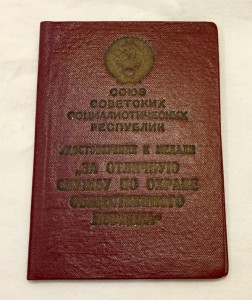 СОЮЗ
СОВЕТСКИХ
СОЦИАЛИСТИЧЕСКИХ
РЕСПУБЛИК
УДОСТОВЕРЕНИЕ К МЕДАЛИ
„ЗА ОТЛИЧНУЮ
СЛУЖБУ ПО ОХРАНЕ
ОБЩЕСТВЕННОГО
ПОРЯДКА“